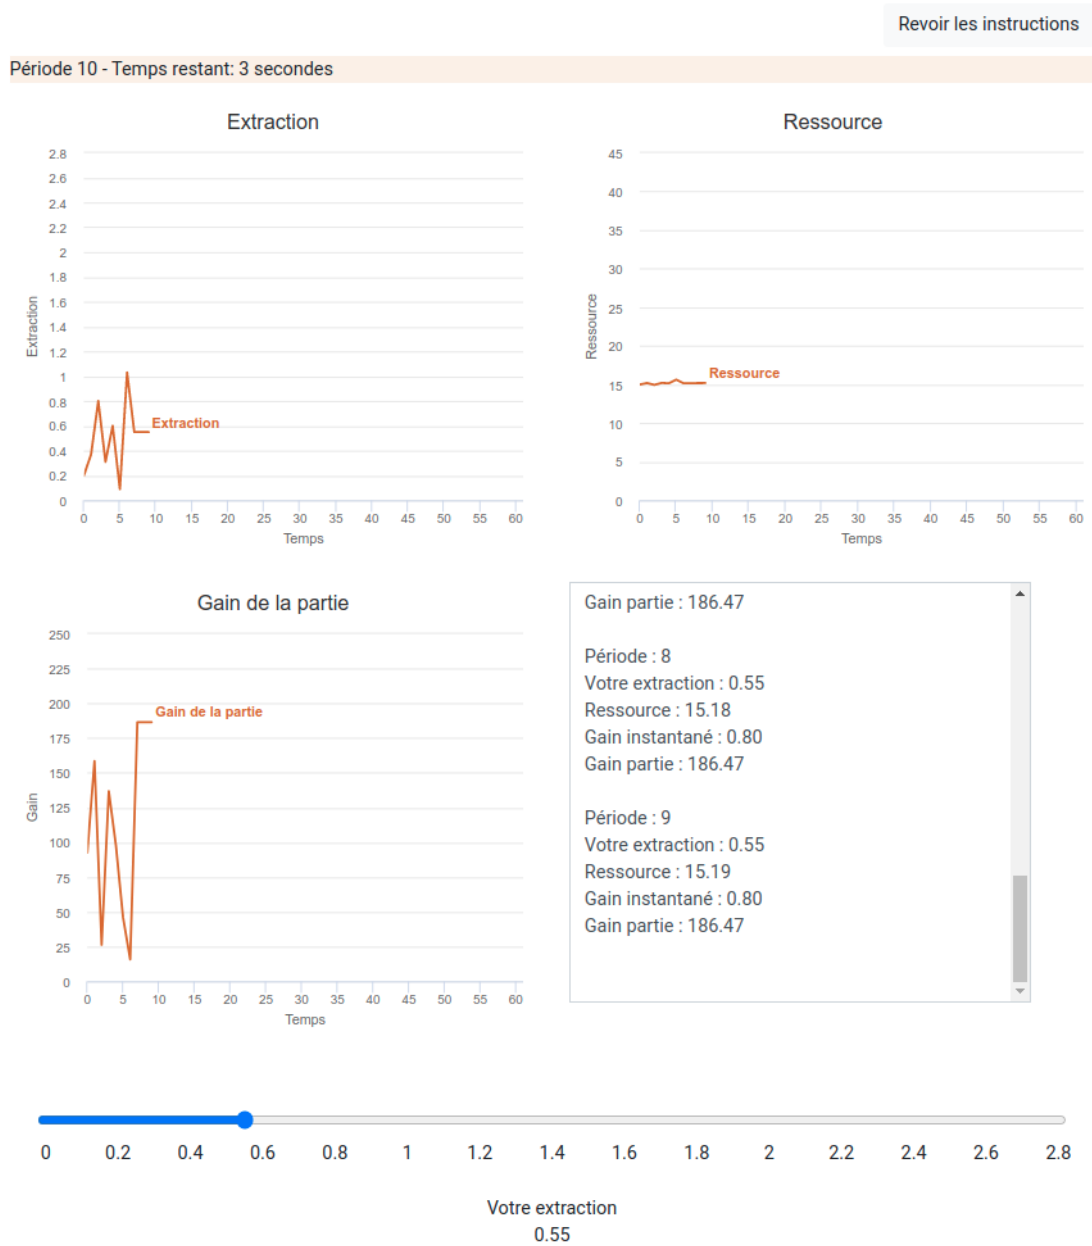 Revoir les instructions
Période 10 - Temps restant: 3 secondes
Extraction
2.8
2.6
2.4
2.2
2
1.8
1.6
1.4
1.2
1
0.8
0.6
0.4
0.2
0
Extraction
Extraction
0 5 10 15 20 25 30 35 40 45 50 55 60
Temps
Ressource
45
40
35
30
25
20
15
10
5
0
Ressource
Ressource
0 5 10 15 20 25 30 35 40 45 50 55 60
Temps
Gain de la partie
250
225
200
175
150
125
100
75
50
25
0
Gain
Gain de la partie
0 5 10 15 20 25 30 35 40 45 50 55 60
Temps
Gain partie : 186.47
Période : 8
Votre extraction : 0.55
Ressource : 15.18
Gain instantané : 0.80
Gain partie : 186.47
Période : 9
Votre extraction : 0.55
Ressource : 15.19
Gain instantané : 0.80
Gain partie : 186.47
0 0.2 0.4 0.6 0.8 1 1.2 1.4 1.6 1.8 2 2.2 2.4 2.6 2.8
Votre extraction
0.55